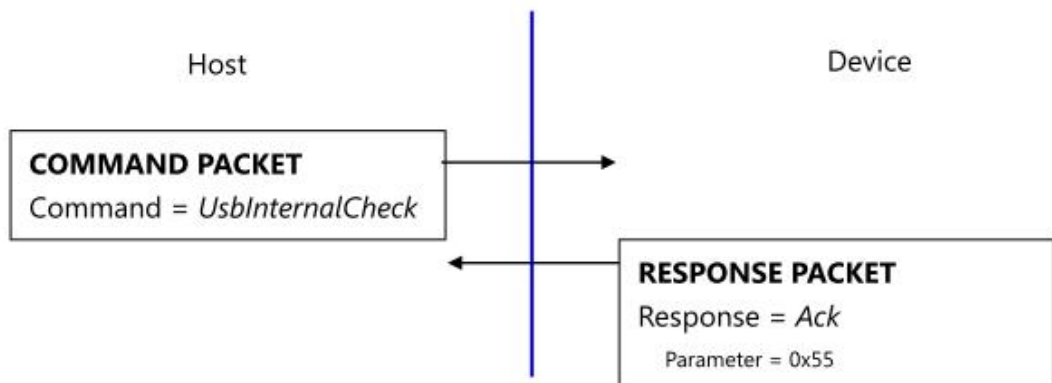 Host
Device
COMMAND PACKET
Command = UsbInternalCheck
RESPONSE PACKET
Response = Ack
Parameter = 0x55